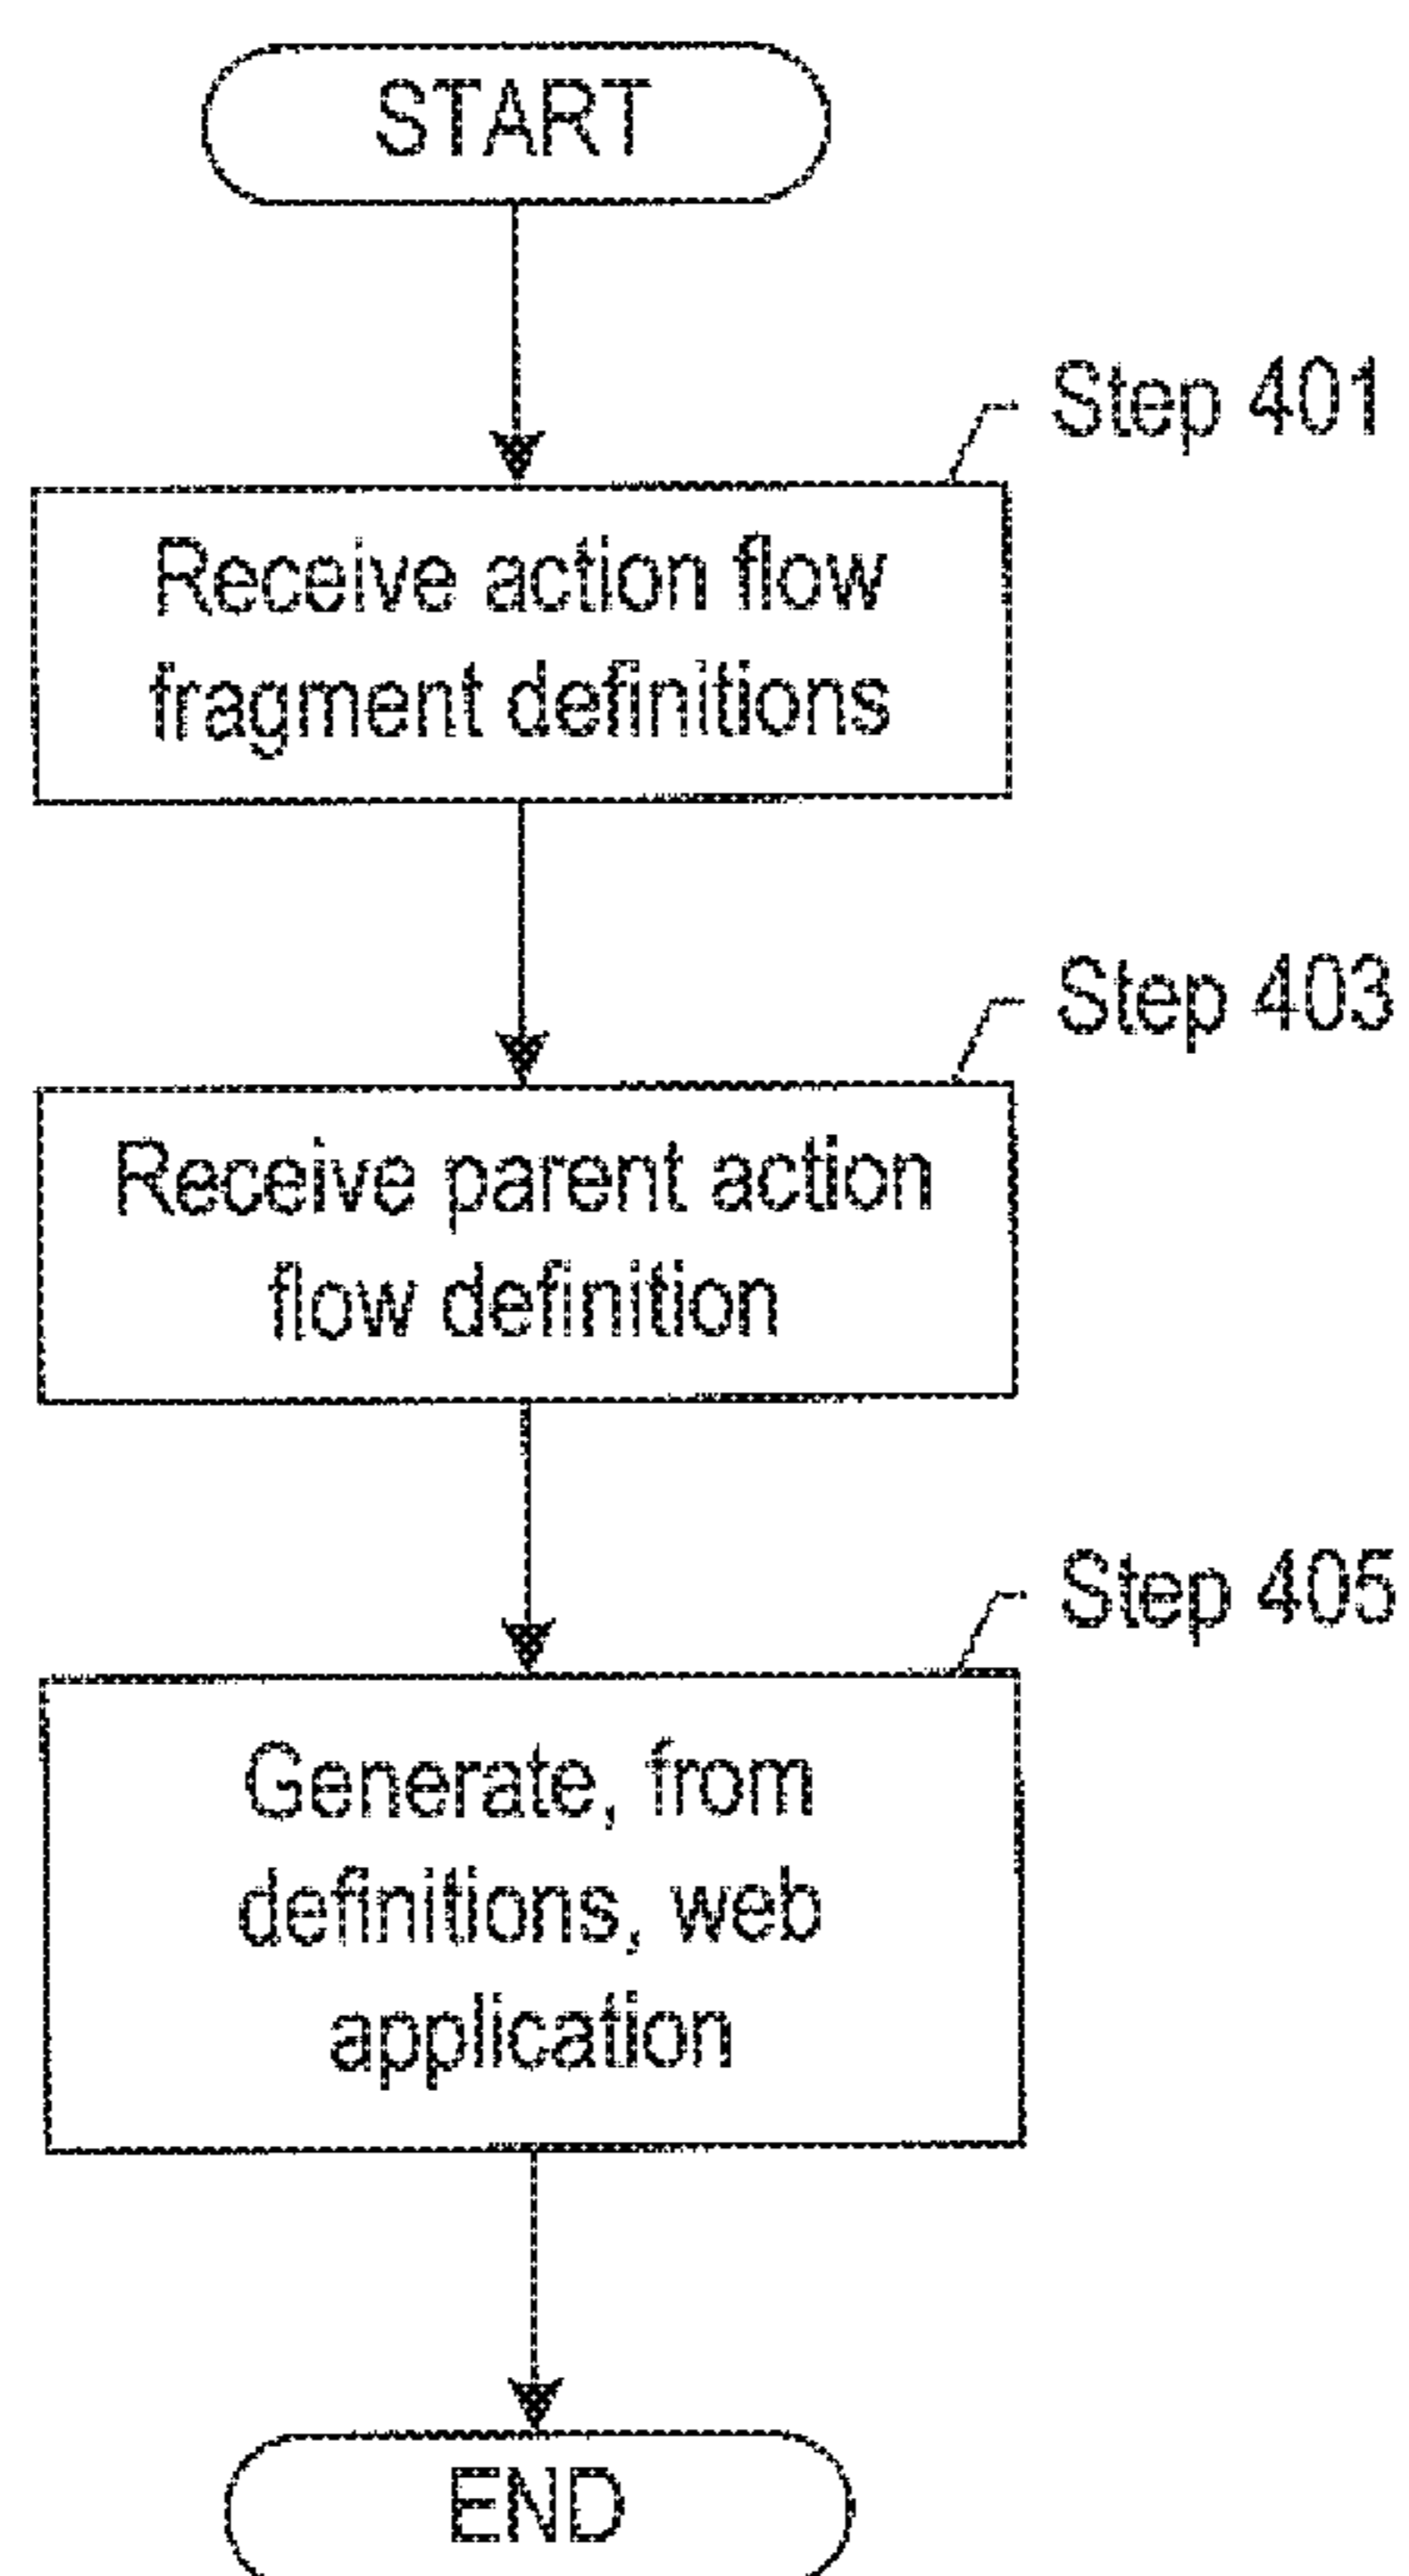 START
Step 401
Receive action flow
fragment definitions
Step 403
Receive parent action
flow definition
Step 405
Generate, from
definitions, web
application
END